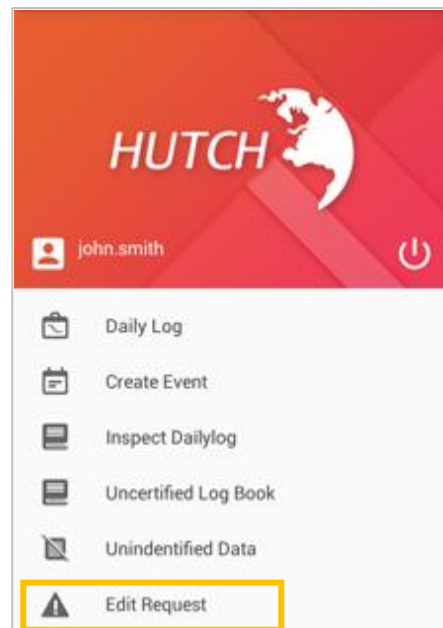 HUTCH
john.smith
Daily Log
Create Event
Inspect Dailylog
Uncertified Log Book
Unindentified Data
Edit Request